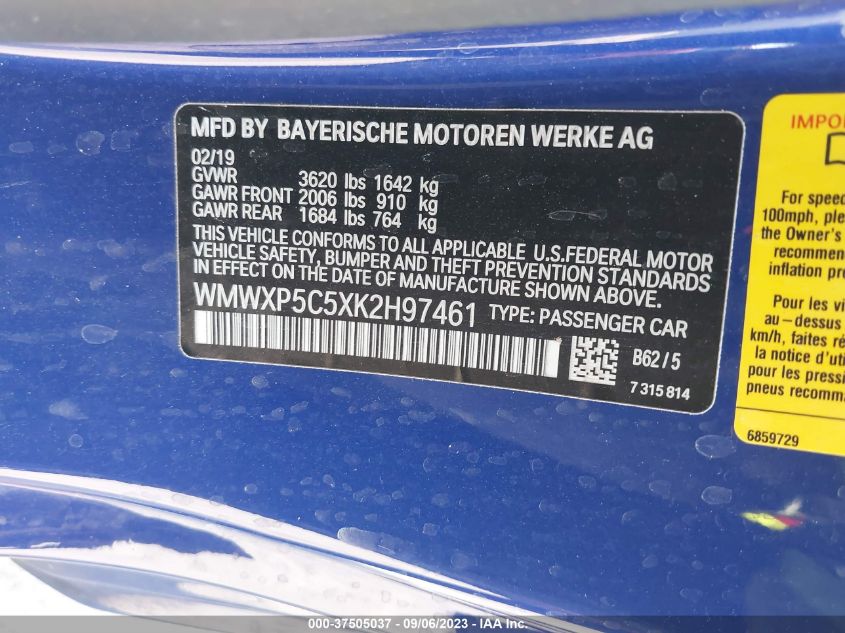 MFD BY BAYERISCHE MOTOREN WERKE AG
02/19
GVWR 3620 lbs 1642 kg
GAWR FRONT 2006 lbs 910 kg
GAWR REAR 1684 lbs 764 kg
THIS VEHICLE CONFORMS TO ALL APPLICABLE U.S.FEDERAL MOTOR
VEHICLE SAFETY, BUMPER AND THEFT PREVENTION STANDARDS
IN EFFECT ON THE DATE OF MANUFACTURE SHOWN ABOVE.
WMWXP5C5XK2H97461 TYPE: PASSENGER CAR
B62/5
7 315 814
For speed
100mph, ple
the Owner's
recommen
inflation pre
Pour les vi
au-dessus
km/h, faites ré
la notice d'uti
pour les pressi
pneus recomma
6859729
000-37505037 - 09/06/2023 - IAA Inc.